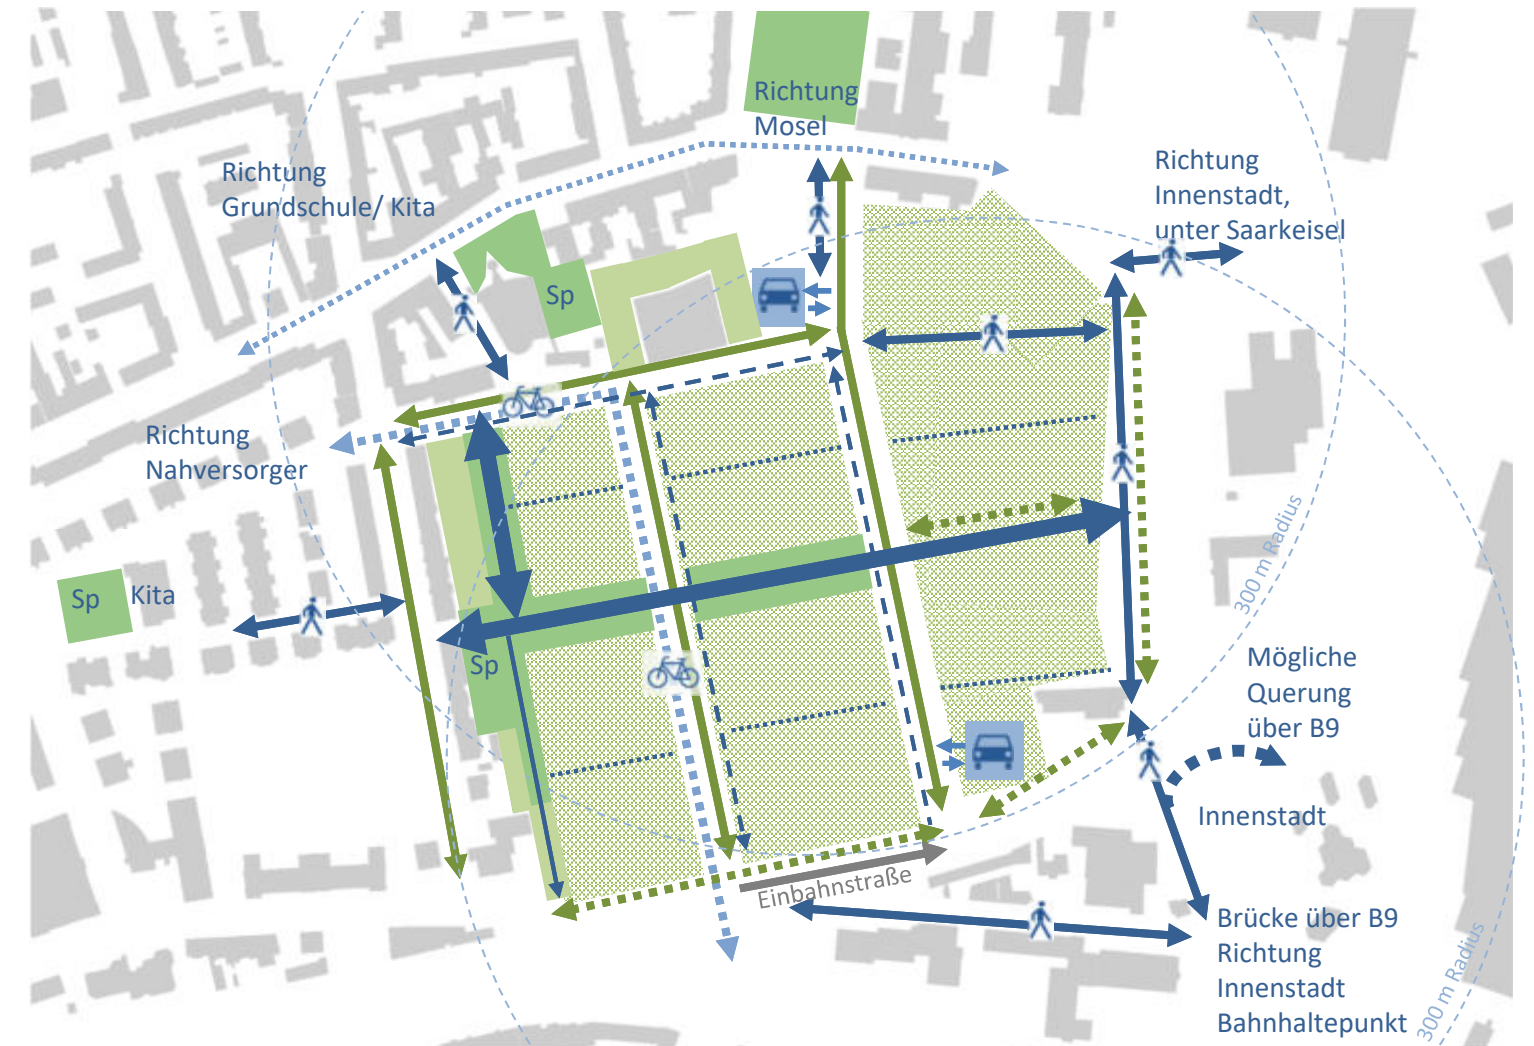 Richtung
Mosel
Richtung
Grundschule/ Kita
Richtung
Innenstadt,
unter Saarkeisel
Sp
Richtung
Nahversorger
300 m Radius
Sp
Kita
Sp
Mögliche
Querung
über B9
Innenstadt
Einbahnstraße
Brücke über B9
Richtung
Innenstadt
Bahnhaltepunkt
300 m Radius